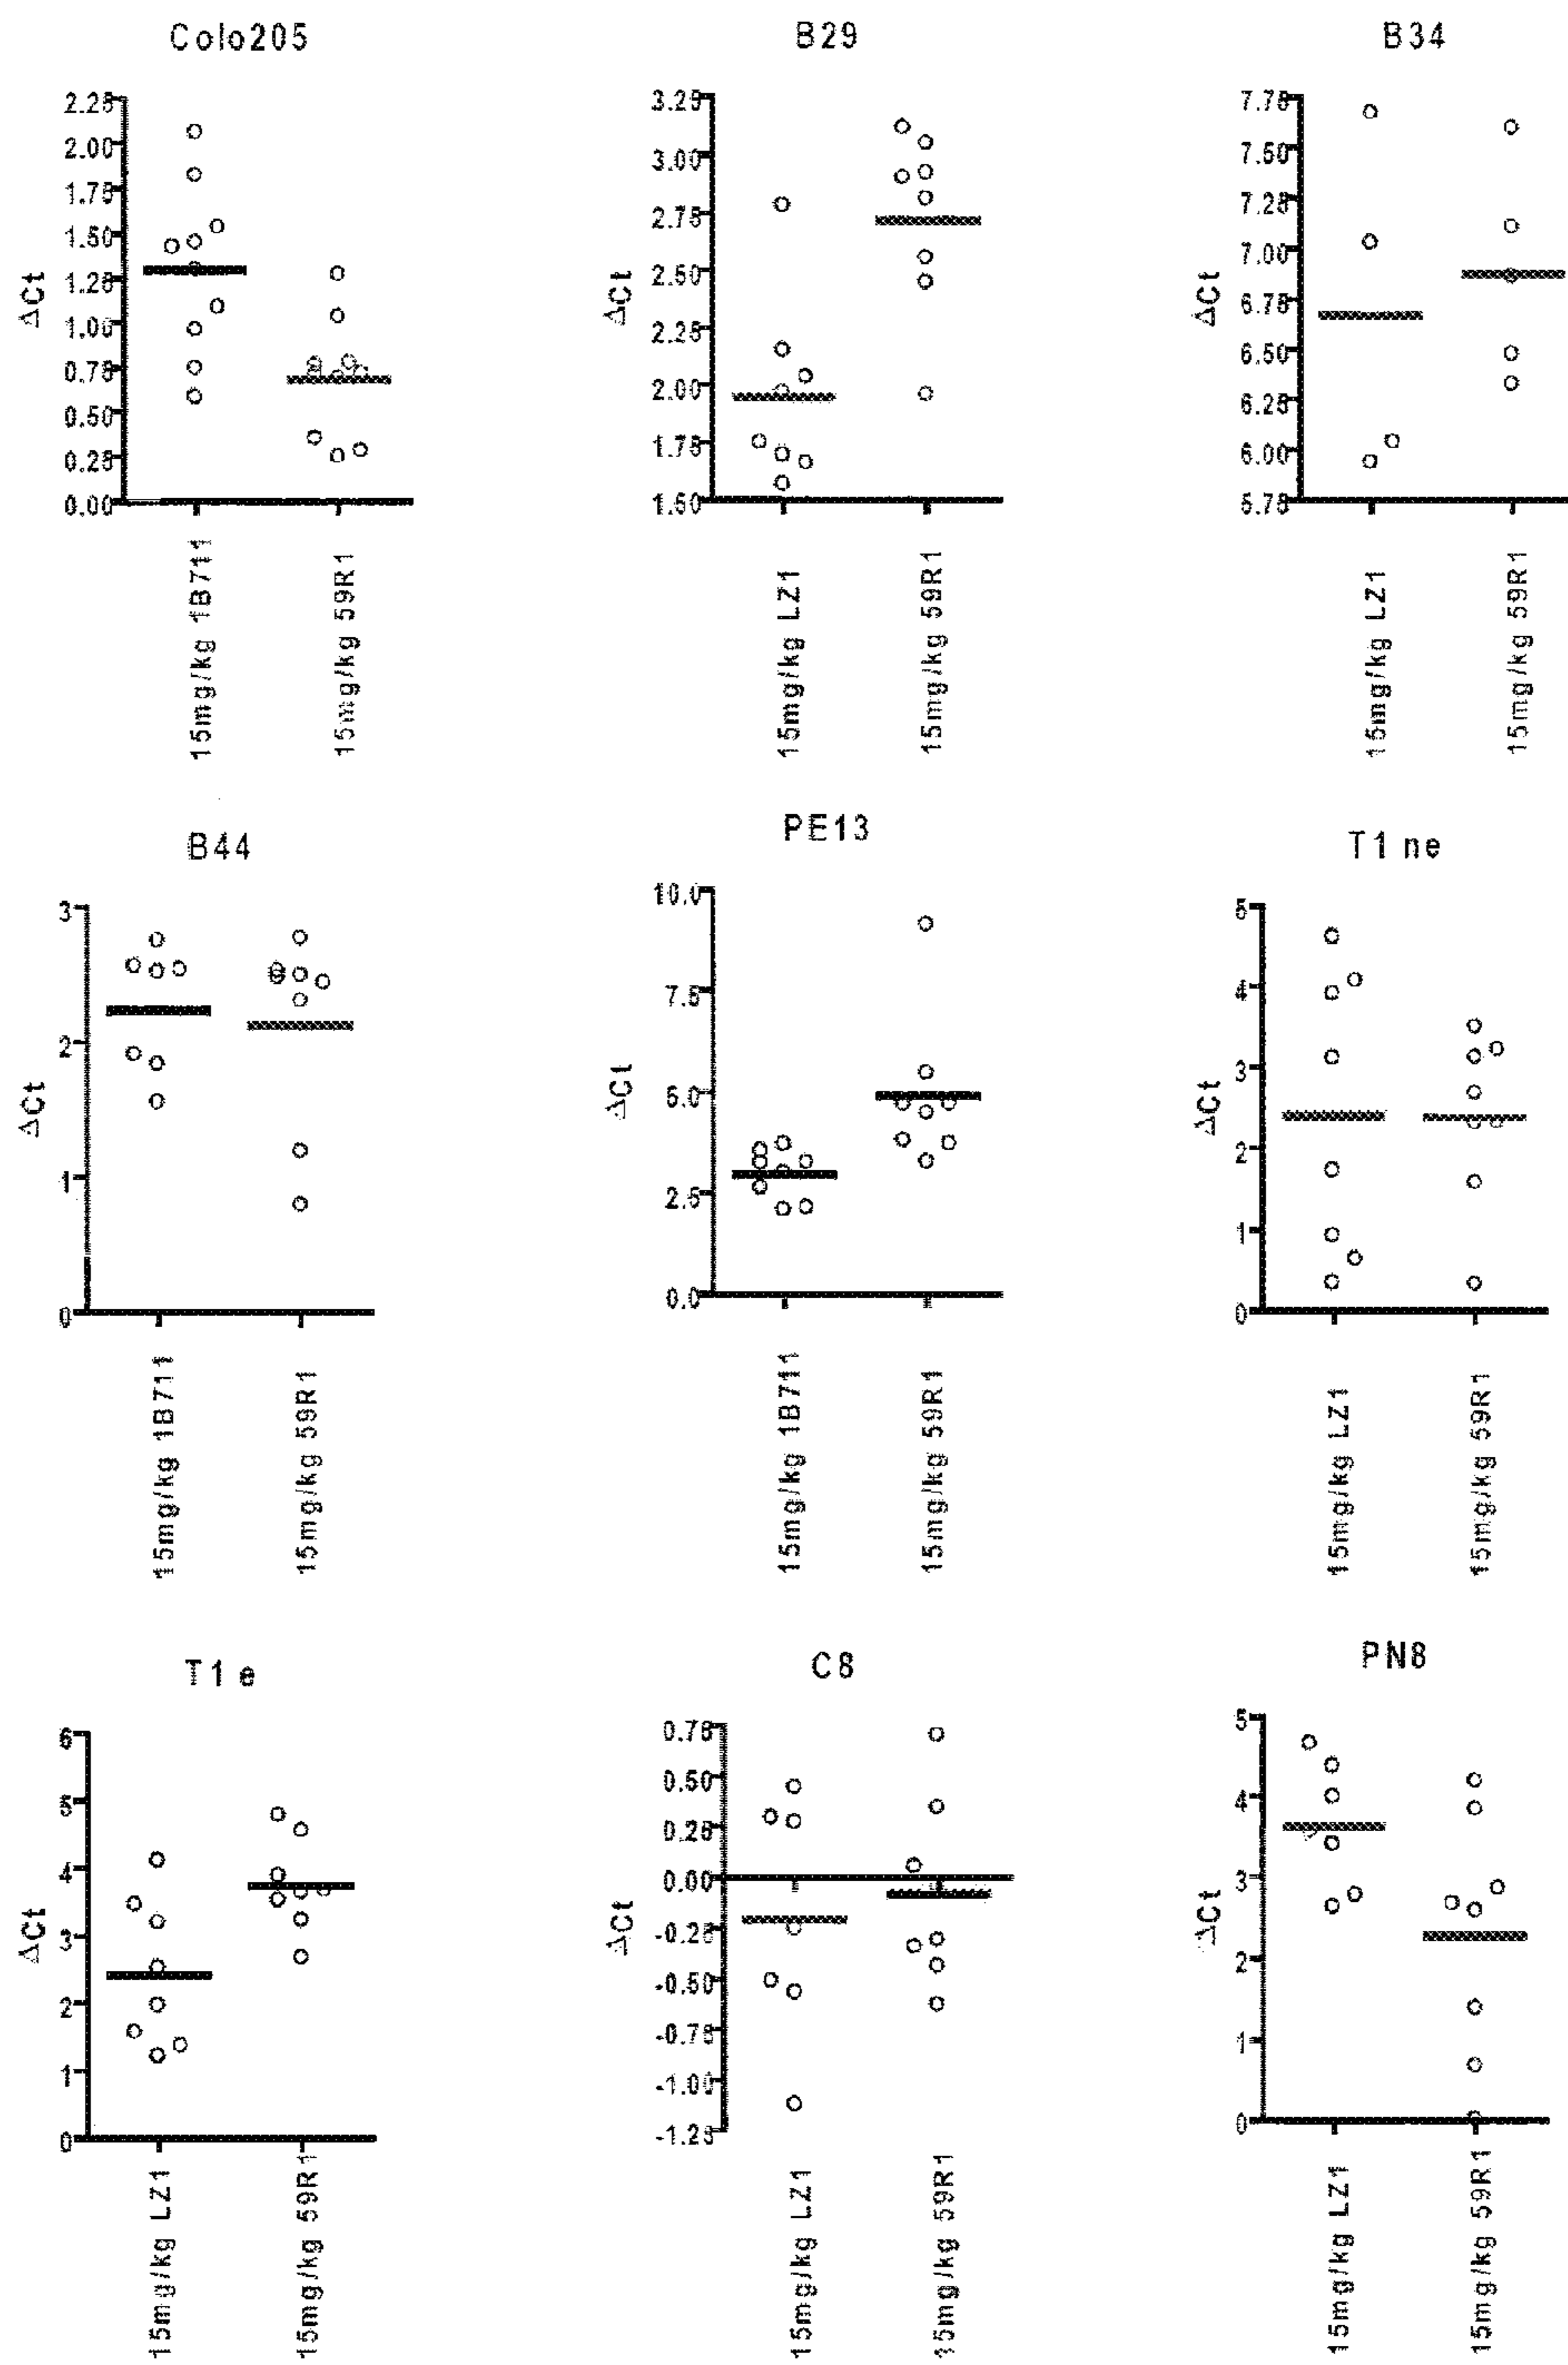 Colo205
2.25
2.00
1.75
1.50
1.25
1.00
0.75
0.50
0.25
0.00
ΔCt
15mg/kg 1B711
15mg/kg 59R1
B29
3.25
3.00
2.75
2.50
2.25
2.00
1.75
1.50
ΔCt
15mg/kg LZ1
15mg/kg 59R1
B34
7.75
7.50
7.25
7.00
6.75
6.50
6.25
6.00
5.75
ΔCt
15mg/kg LZ1
15mg/kg 59R1
B44
3
2
1
0
ΔCt
15mg/kg 1B711
15mg/kg 59R1
PE13
10.0
7.5
5.0
2.5
0.0
ΔCt
15mg/kg 1B711
15mg/kg 59R1
T1 ne
5
4
3
2
1
0
ΔCt
15mg/kg LZ1
15mg/kg 59R1
T1 e
6
5
4
3
2
1
0
ΔCt
15mg/kg LZ1
15mg/kg 59R1
C8
0.75
0.50
0.25
0.00
-0.25
-0.50
-0.75
-1.00
-1.25
ΔCt
15mg/kg LZ1
15mg/kg 59R1
PN8
5
4
3
2
1
0
ΔCt
15mg/kg LZ1
15mg/kg 59R1